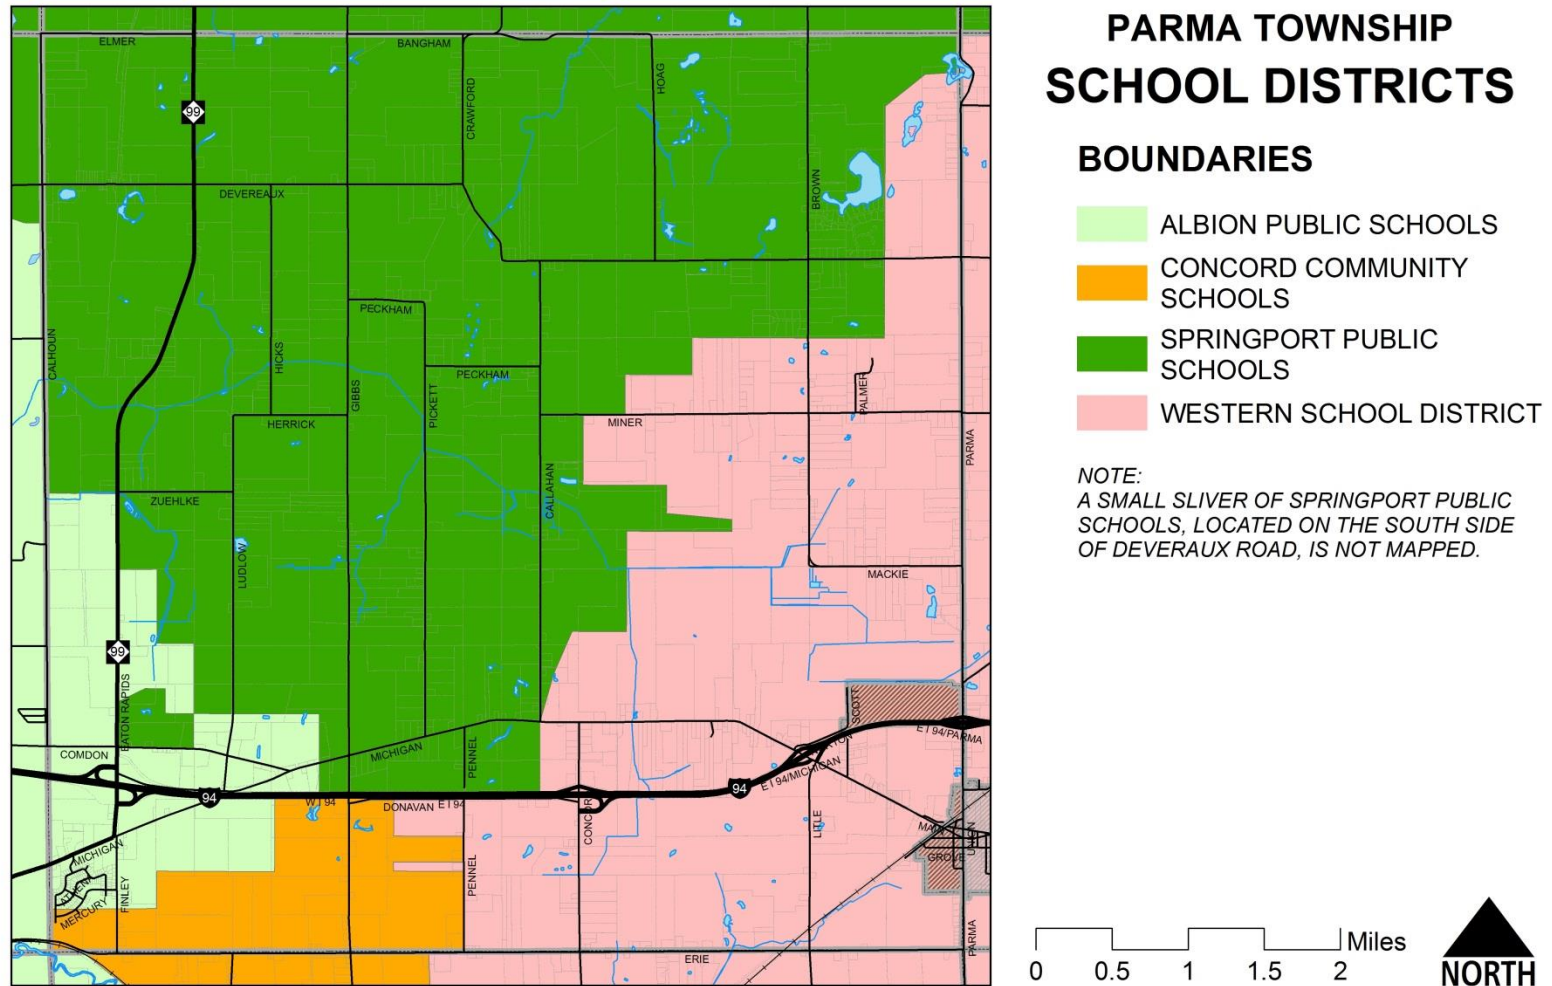 PARMA TOWNSHIP
SCHOOL DISTRICTS
BOUNDARIES
ALBION PUBLIC SCHOOLS
CONCORD COMMUNITY
SCHOOLS
SPRINGPORT PUBLIC
SCHOOLS
WESTERN SCHOOL DISTRICT
NOTE:
A SMALL SLIVER OF SPRINGPORT PUBLIC
SCHOOLS, LOCATED ON THE SOUTH SIDE
OF DEVERAUX ROAD, IS NOT MAPPED.
Miles
0 0.5 1 1.5 2
NORTH
ELMER
BANGHAM
CRAWFORD
HOAG
99
DEVEREAUX
BROWN
PECKHAM
CALHOUN
HICKS
GIBBS
PECKHAM
PALMER
PICKETT
HERRICK
MINER
PARMA
CALLAHAN
ZUEHLKE
LUDLOW
MACKIE
99
EATON RAPIDS
SCOTT
COMDON
MICHIGAN
PENNEL
E I 94/PARMA
E I 94/MICHIGAN
94
94
W I 94
DONAVAN
E I 94
CONCOR
LITLE
MAIN
UNION
GROVE
MICHIGAN
ATHENA
MERCURY
FINLEY
PENNEL
PARMA
ERIE